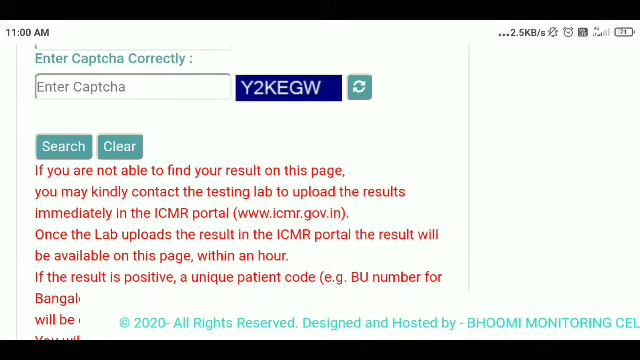 11:00 AM
...2.5KB/s
71
Enter Captcha Correctly :
Enter Captcha
Y2KEGW
Search
Clear
If you are not able to find your result on this page,
you may kindly contact the testing lab to upload the results
immediately in the ICMR portal (www.icmr.gov.in).
Once the Lab uploads the result in the ICMR portal the result will
be available on this page, within an hour.
If the result is positive, a unique patient code (e.g. BU number for
will be
© 2020- All Rights Reserved. Designed and Hosted by - BHOOMI MONITORING CEL